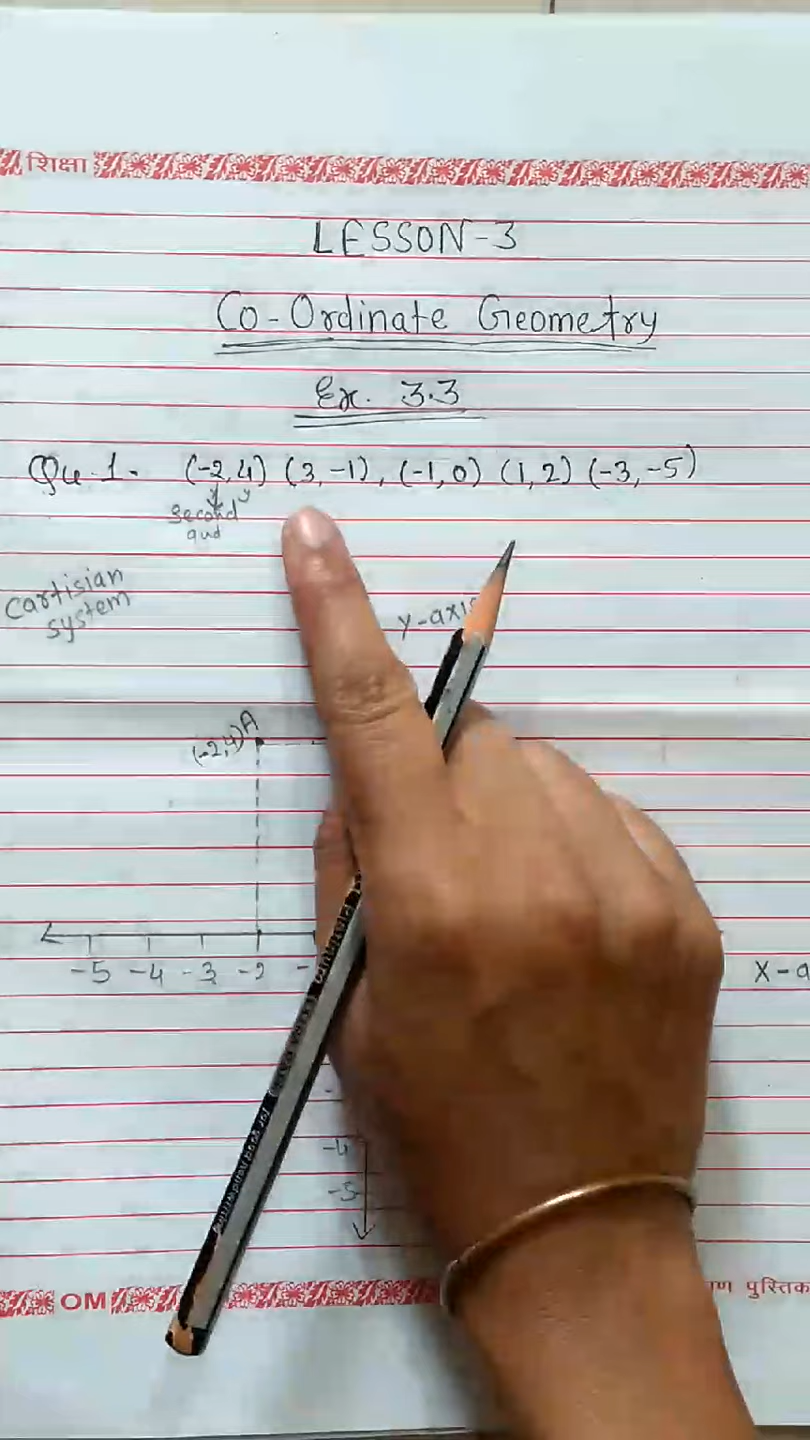 शिक्षा
LESSON-3
Co-Ordinate Geometry
Ex. 3.3
Qu.1. (-2,4) (3,-1), (-1,0) (1,2) (-3,-5)
y
second
qud
Cartisian
system
y-axis
(-2,4) A
-5 -4 -3 -2
X-a
-4
-5
OM
पुस्तिक